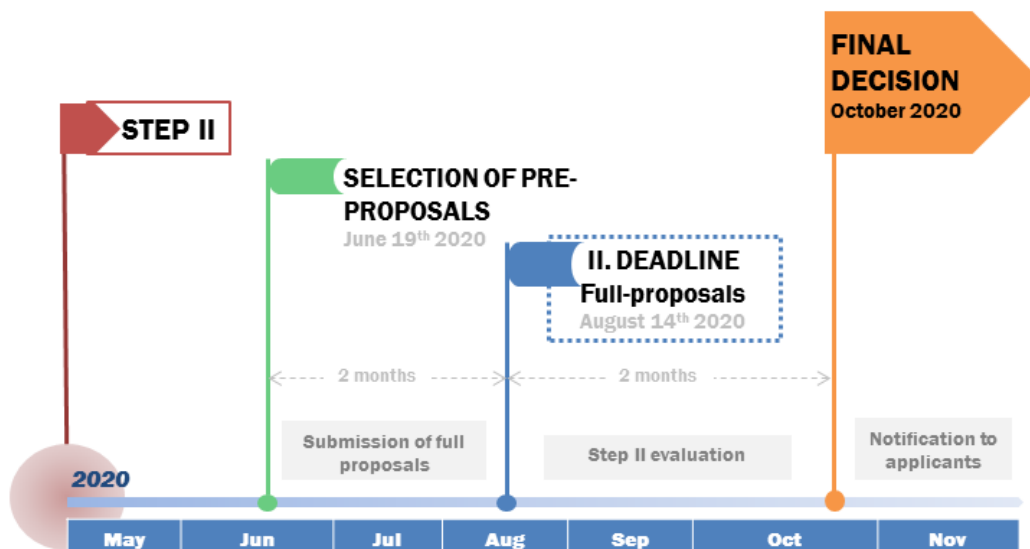 FINAL
DECISION
October 2020
STEP II
SELECTION OF PRE-
PROPOSALS
June 19th 2020
II. DEADLINE
Full-proposals
August 14th 2020
2 months
2 months
Submission of full
proposals
Step II evaluation
Notification to
applicants
2020
May
Jun
Jul
Aug
Sep
Oct
Nov